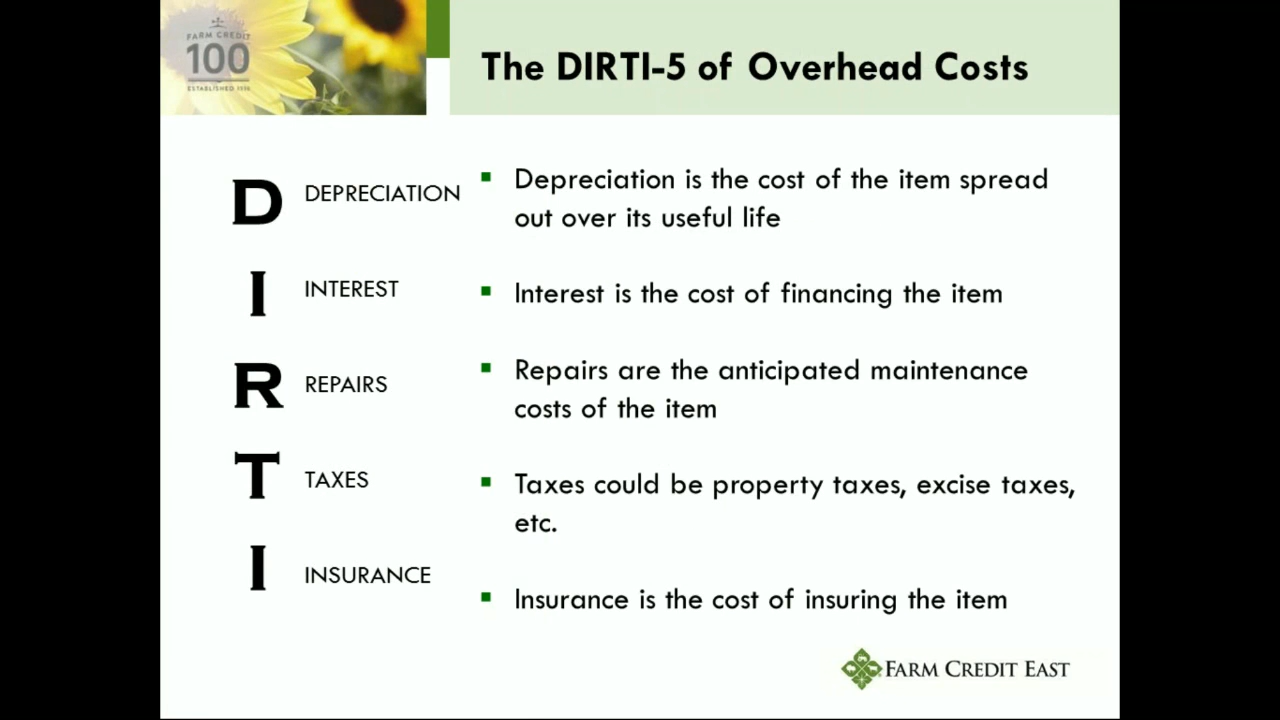 FARM CREDIT
100
ESTABLISHED 1916
The DIRTI-5 of Overhead Costs
D DEPRECIATION
I INTEREST
R REPAIRS
T TAXES
I INSURANCE
▪ Depreciation is the cost of the item spread
out over its useful life
▪ Interest is the cost of financing the item
▪ Repairs are the anticipated maintenance
costs of the item
▪ Taxes could be property taxes, excise taxes,
etc.
▪ Insurance is the cost of insuring the item
FARM CREDIT EAST